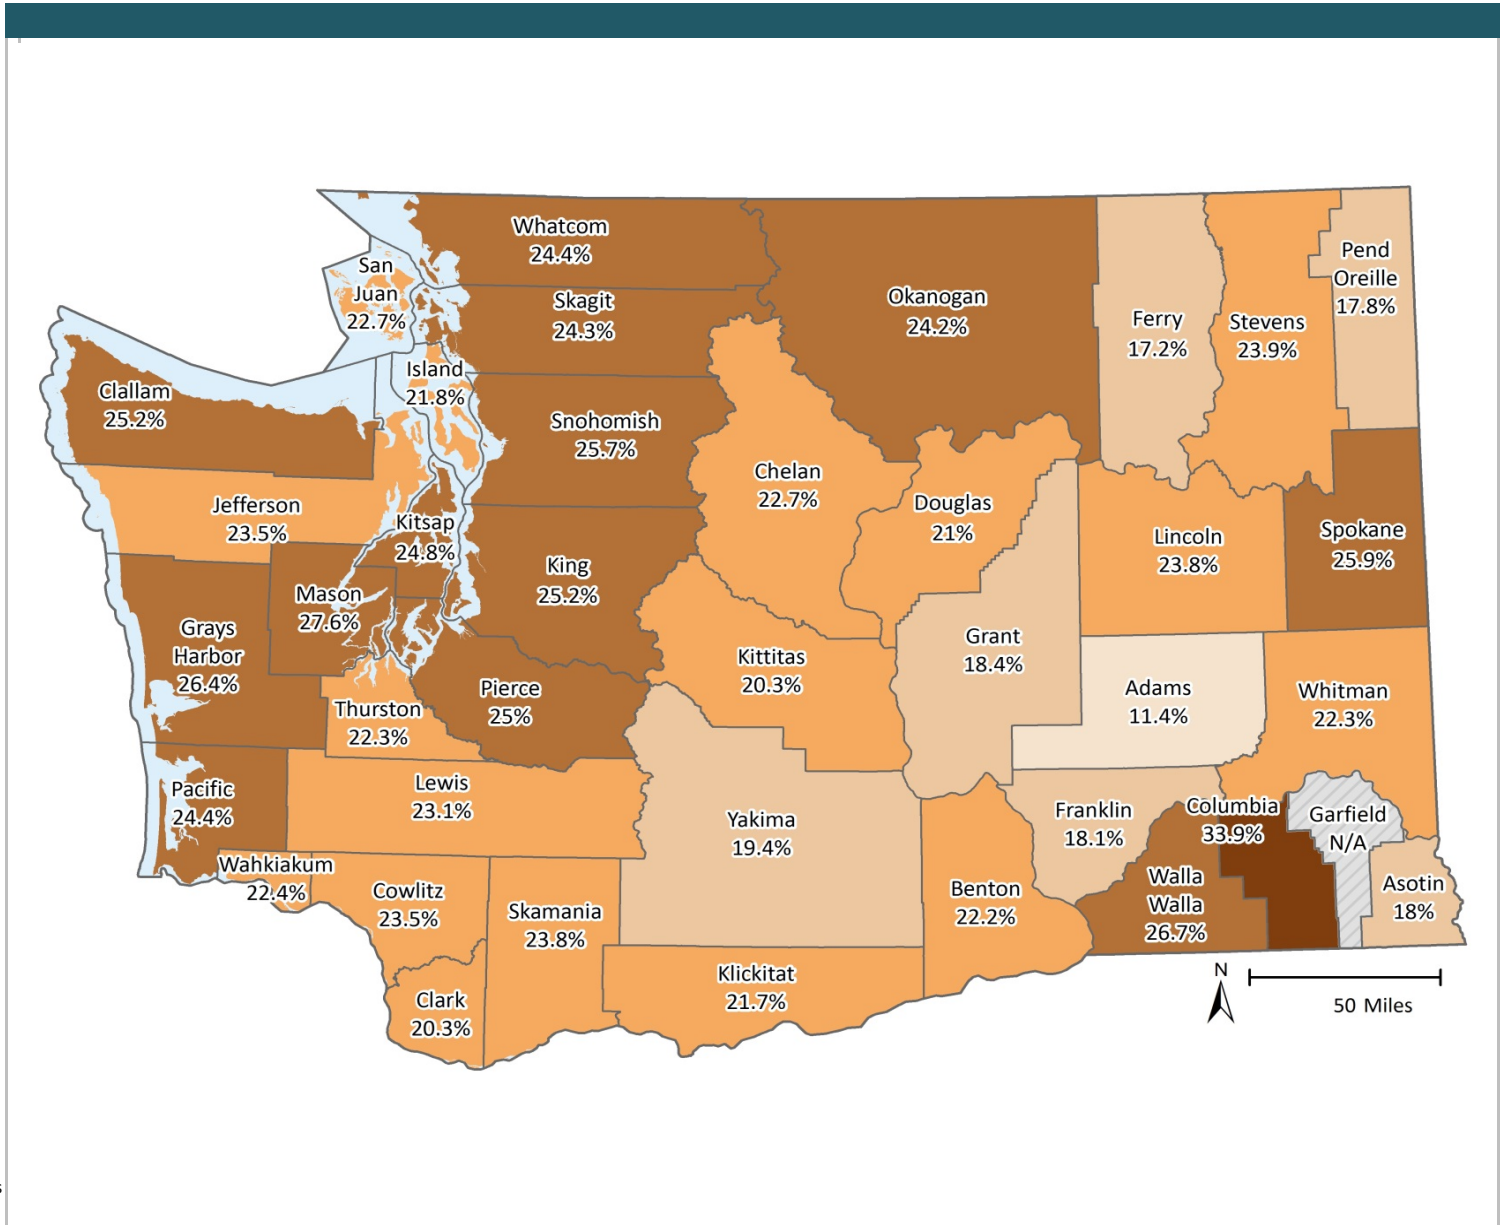 Whatcom
24.4%
San
Juan
22.7%
Skagit
24.3%
Okanogan
24.2%
Ferry
17.2%
Stevens
23.9%
Pend
Oreille
17.8%
Clallam
25.2%
Island
21.8%
Snohomish
25.7%
Chelan
22.7%
Douglas
21%
Jefferson
23.5%
Kitsap
24.8%
King
25.2%
Lincoln
23.8%
Spokane
25.9%
Mason
27.6%
Grays
Harbor
26.4%
Kittitas
20.3%
Grant
18.4%
Adams
11.4%
Whitman
22.3%
Thurston
22.3%
Pierce
25%
Pacific
24.4%
Lewis
23.1%
Yakima
19.4%
Franklin
18.1%
Columbia
33.9%
Garfield
N/A
Wahkiakum
22.4%
Cowlitz
23.5%
Skamania
23.8%
Benton
22.2%
Walla
Walla
26.7%
Asotin
18%
Klickitat
21.7%
Clark
20.3%
N
50 Miles
s